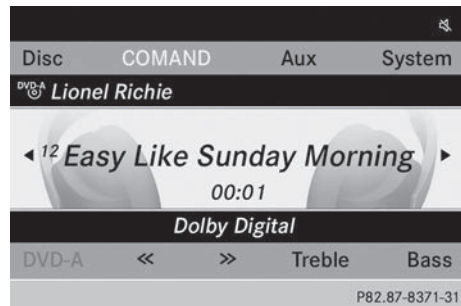 Disc COMAND Aux System
DVD-A Lionel Richie
12 Easy Like Sunday Morning
00:01
Dolby Digital
DVD-A << >> Treble Bass
P82.87-8371-31